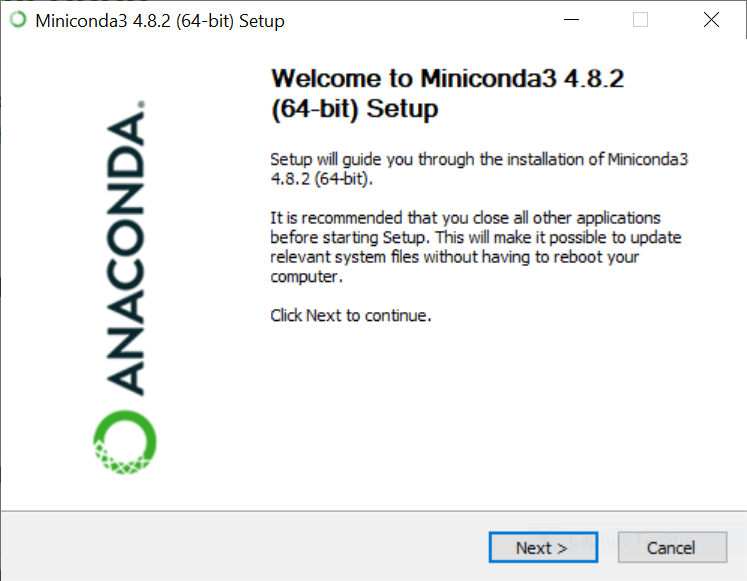 Miniconda3 4.8.2 (64-bit) Setup
Welcome to Miniconda3 4.8.2
(64-bit) Setup
ANACONDA.
Setup will guide you through the installation of Miniconda3
4.8.2 (64-bit).
It is recommended that you close all other applications
before starting Setup. This will make it possible to update
relevant system files without having to reboot your
computer.
Click Next to continue.
Next >
Cancel